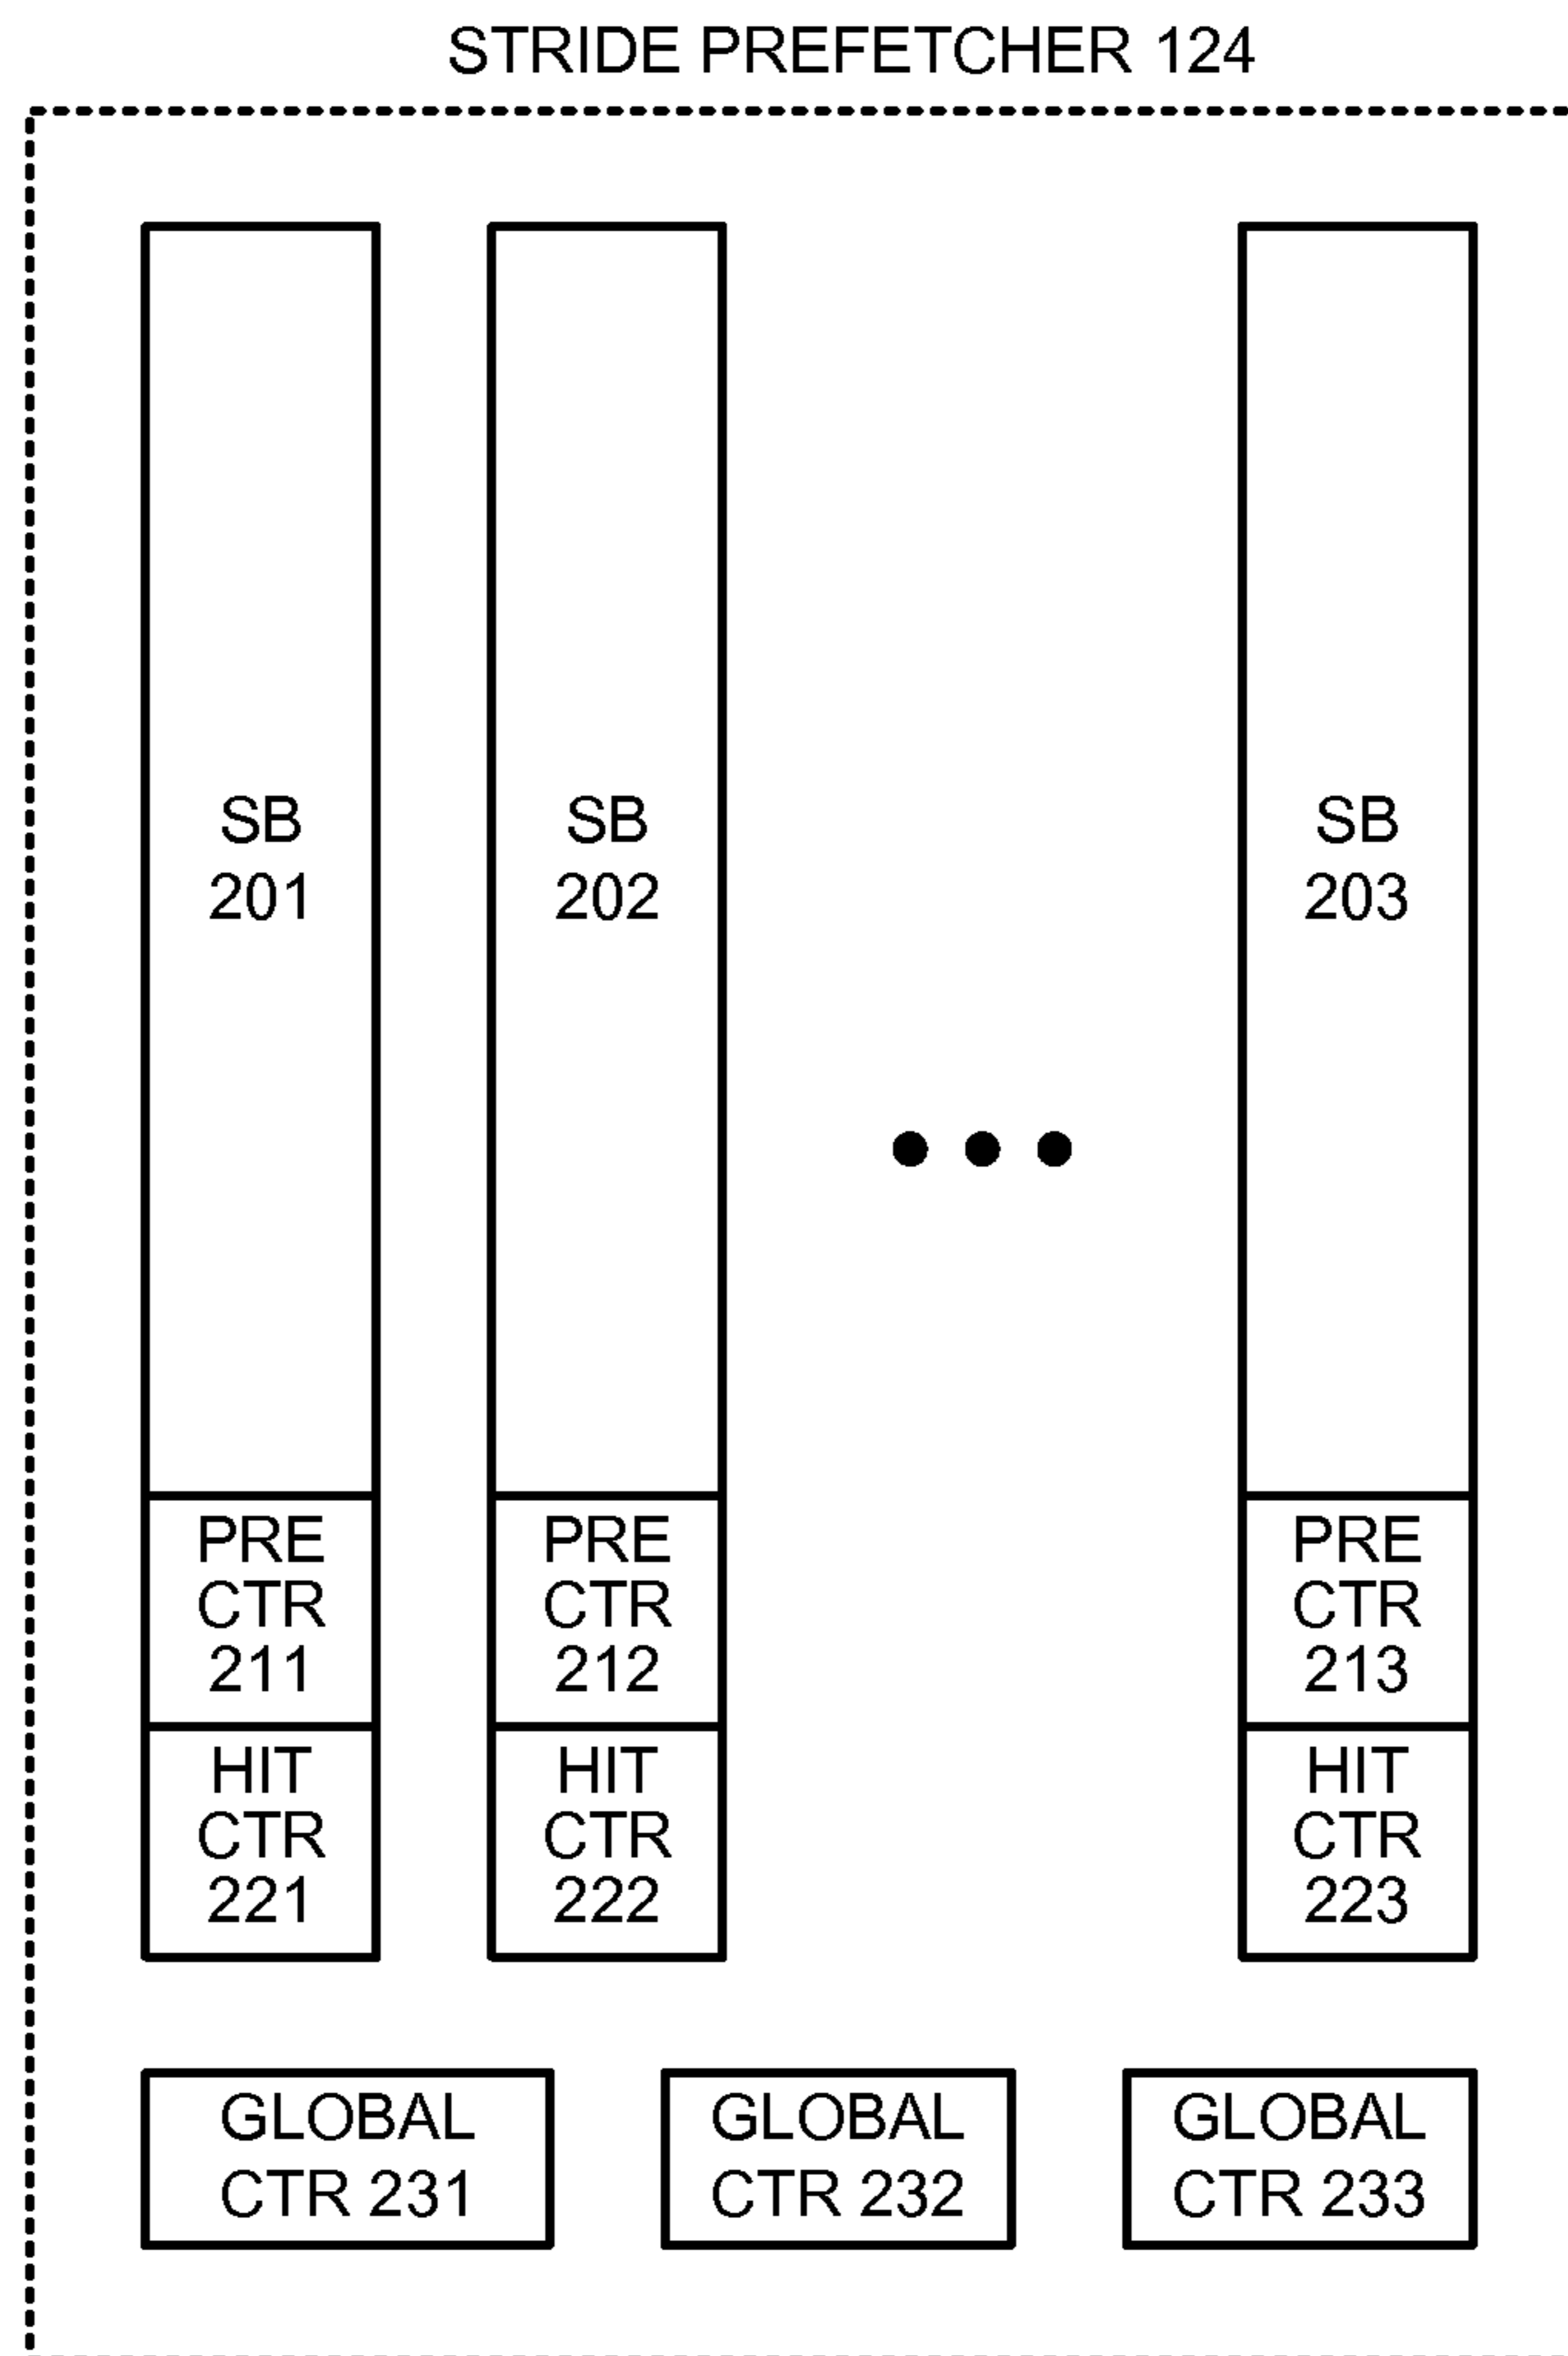 STRIDE PREFETCHER 124
SB
201
PRE
CTR
211
HIT
CTR
221
SB
202
PRE
CTR
212
HIT
CTR
222
SB
203
PRE
CTR
213
HIT
CTR
223
GLOBAL
CTR 231
GLOBAL
CTR 232
GLOBAL
CTR 233